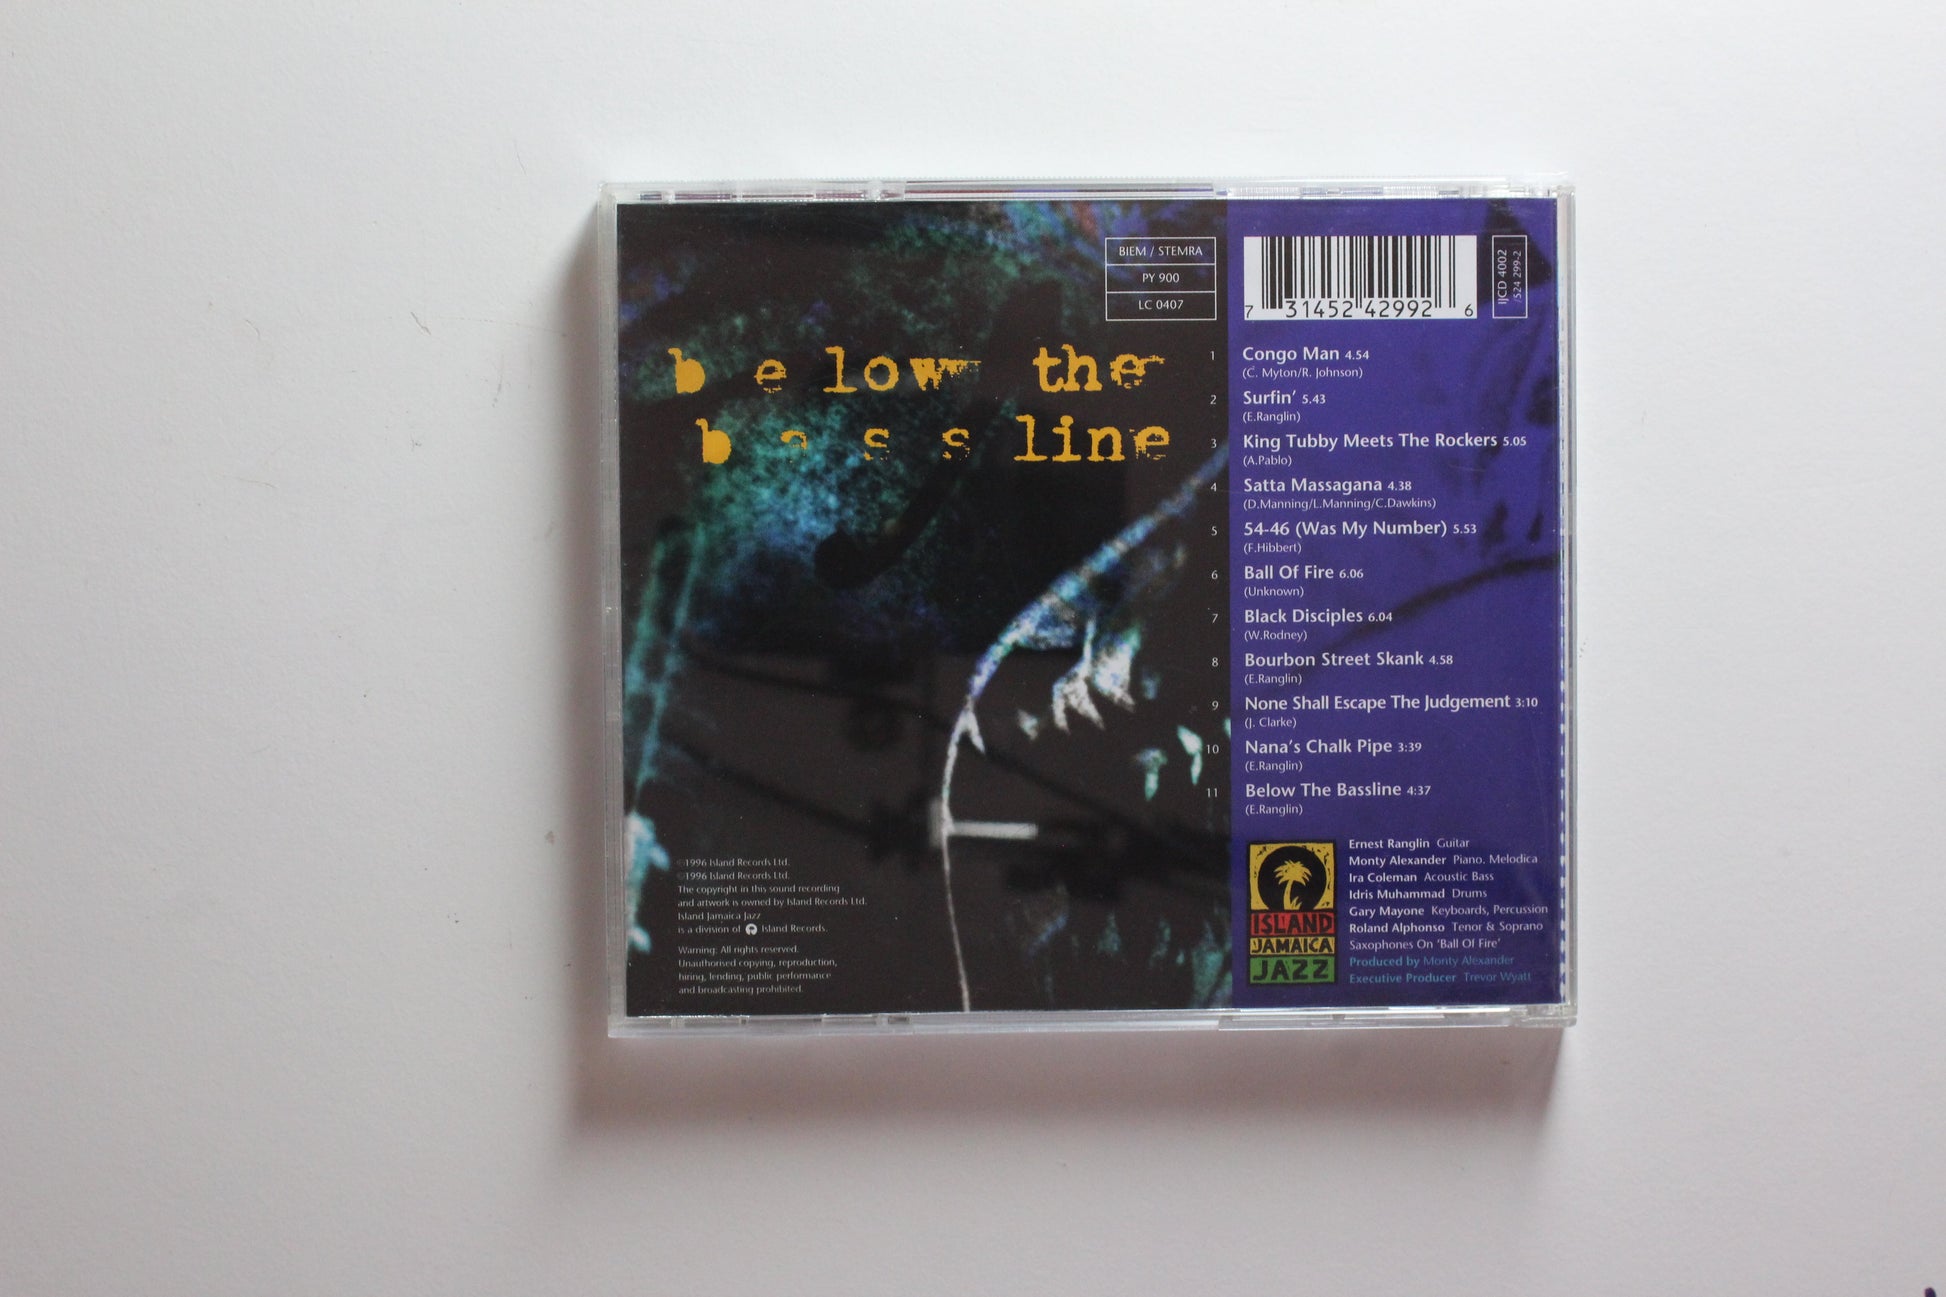 below the
bassline
BIEM / STEMRA
PY 900
LC 0407
7 31452 42992 6
IJCD 4002
/524 299-2
1 Congo Man 4.54
(C. Myton/R. Johnson)
2 Surfin' 5.43
(E.Ranglin)
3 King Tubby Meets The Rockers 5.05
(A.Pablo)
4 Satta Massagana 4.38
(D.Manning/L.Manning/C.Dawkins)
5 54-46 (Was My Number) 5.53
(F.Hibbert)
6 Ball Of Fire 6.06
(Unknown)
7 Black Disciples 6.04
(W.Rodney)
8 Bourbon Street Skank 4.58
(E.Ranglin)
9 None Shall Escape The Judgement 3:10
(J. Clarke)
10 Nana's Chalk Pipe 3:39
(E.Ranglin)
11 Below The Bassline 4:37
(E.Ranglin)
ISLAND
JAMAICA
JAZZ
Ernest Ranglin Guitar
Monty Alexander Piano. Melodica
Ira Coleman Acoustic Bass
Idris Muhammad Drums
Gary Mayone Keyboards, Percussion
Roland Alphonso Tenor & Soprano
Saxophones On 'Ball Of Fire'
Produced by Monty Alexander
Executive Producer Trevor Wyatt
©1996 Island Records Ltd.
©1996 Island Records Ltd.
The copyright in this sound recording
and artwork is owned by Island Records Ltd.
Island Jamaica Jazz
is a division of Island Records.
Warning: All rights reserved.
Unauthorised copying, reproduction,
hiring, lending, public performance
and broadcasting prohibited.